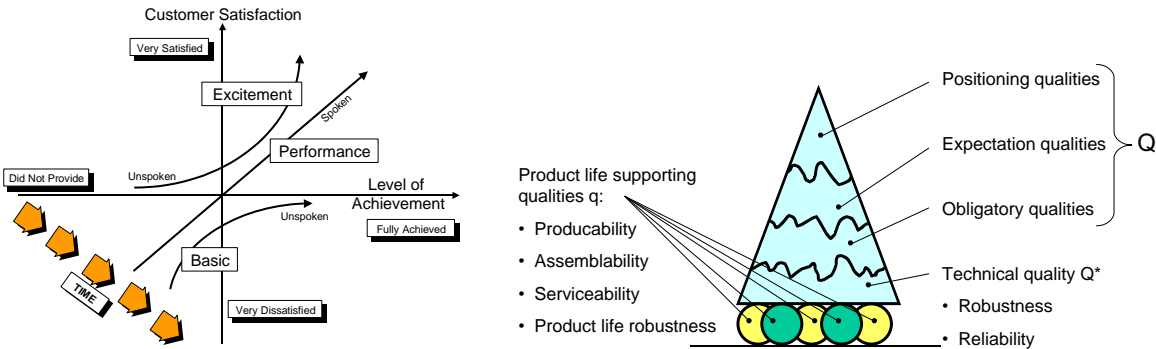 Customer Satisfaction
Very Satisfied
Excitement
Spoken
Performance
Did Not Provide
Unspoken
Level of
Achievement
Unspoken
Fully Achieved
Basic
TIME
Very Dissatisfied
Positioning qualities
Expectation qualities
Q
Product life supporting
qualities q:
• Producability
• Assemblability
• Serviceability
• Product life robustness
Obligatory qualities
Technical quality Q*
• Robustness
• Reliability